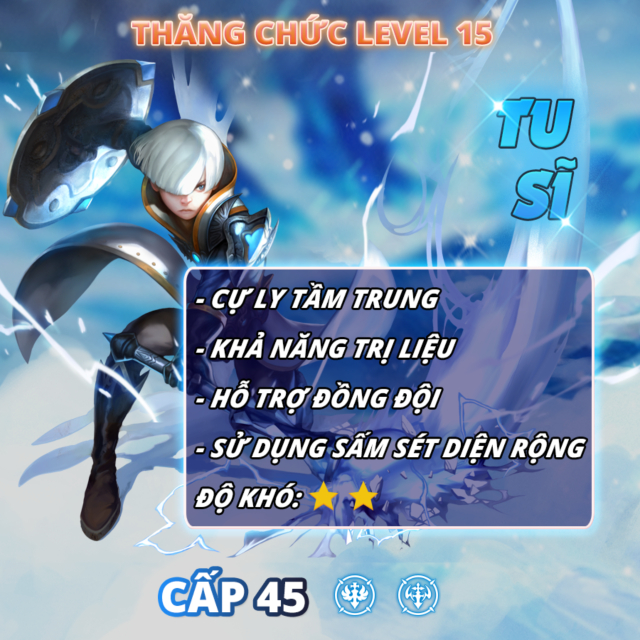 THĂNG CHỨC LEVEL 15
TU
SĨ
- CỰ LY TẦM TRUNG
- KHẢ NĂNG TRỊ LIỆU
- HỖ TRỢ ĐỒNG ĐỘI
- SỬ DỤNG SẤM SÉT DIỆN RỘNG
ĐỘ KHÓ:
CẤP 45